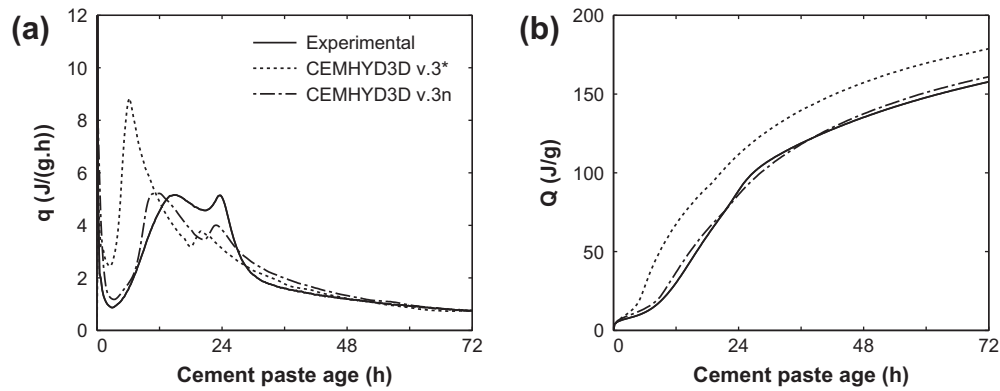 (a)
q (J/(g.h))
12
10
8
6
4
2
0
Experimental
CEMHYD3D v.3*
CEMHYD3D v.3n
0 24 48 72
Cement paste age (h)
(b)
Q (J/g)
200
150
100
50
0
0 24 48 72
Cement paste age (h)